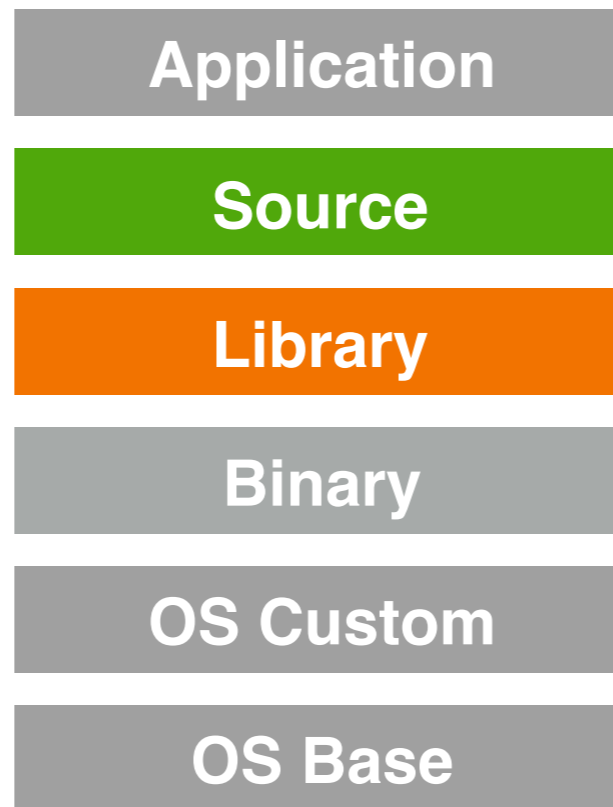 Application
Source
Library
Binary
OS Custom
OS Base